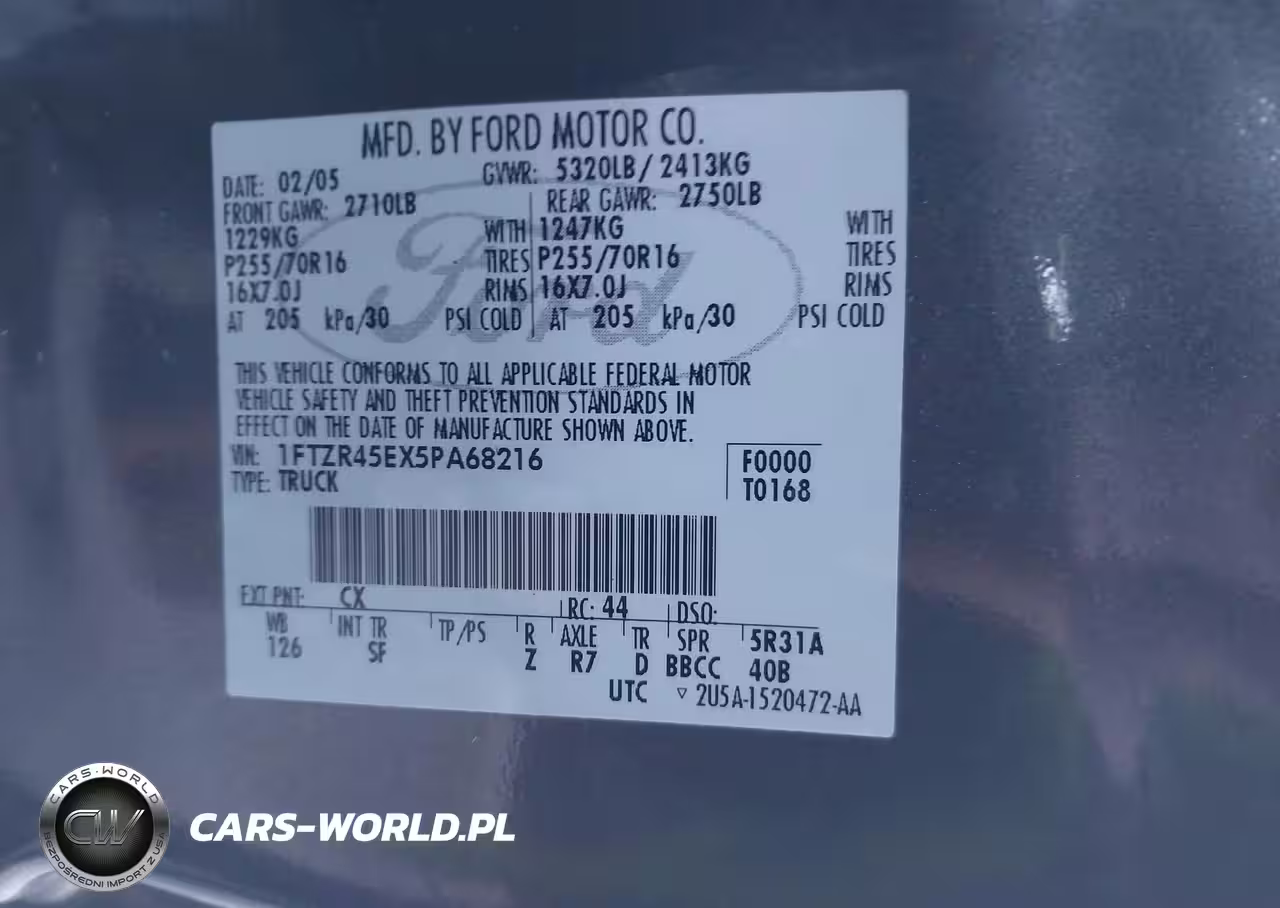 MFD. BY FORD MOTOR CO.
DATE: 02/05 GVWR: 5320LB/ 2413KG
FRONT GAWR: 2710LB REAR GAWR: 2750LB
1229KG WITH 1247KG WITH
P255/70R16 TIRES P255/70R16 TIRES
16X7.0J RIMS 16X7.0J RIMS
AT 205 kPa/30 PSI COLD AT 205 kPa/30 PSI COLD
Ford
THIS VEHICLE CONFORMS TO ALL APPLICABLE FEDERAL MOTOR
VEHICLE SAFETY AND THEFT PREVENTION STANDARDS IN
EFFECT ON THE DATE OF MANUFACTURE SHOWN ABOVE.
VIN: 1FTZR45EX5PA68216 F0000
TYPE: TRUCK T0168
EXT PNT: CX RC: 44 DSO:
WB INT TR TP/PS R AXLE TR SPR 5R31A
126 SF Z R7 D BBCC 40B
UTC ▽ 2U5A-1520472-AA
CARS-WORLD
CW
BEZPOŚREDNI IMPORT Z USA
CARS-WORLD.PL